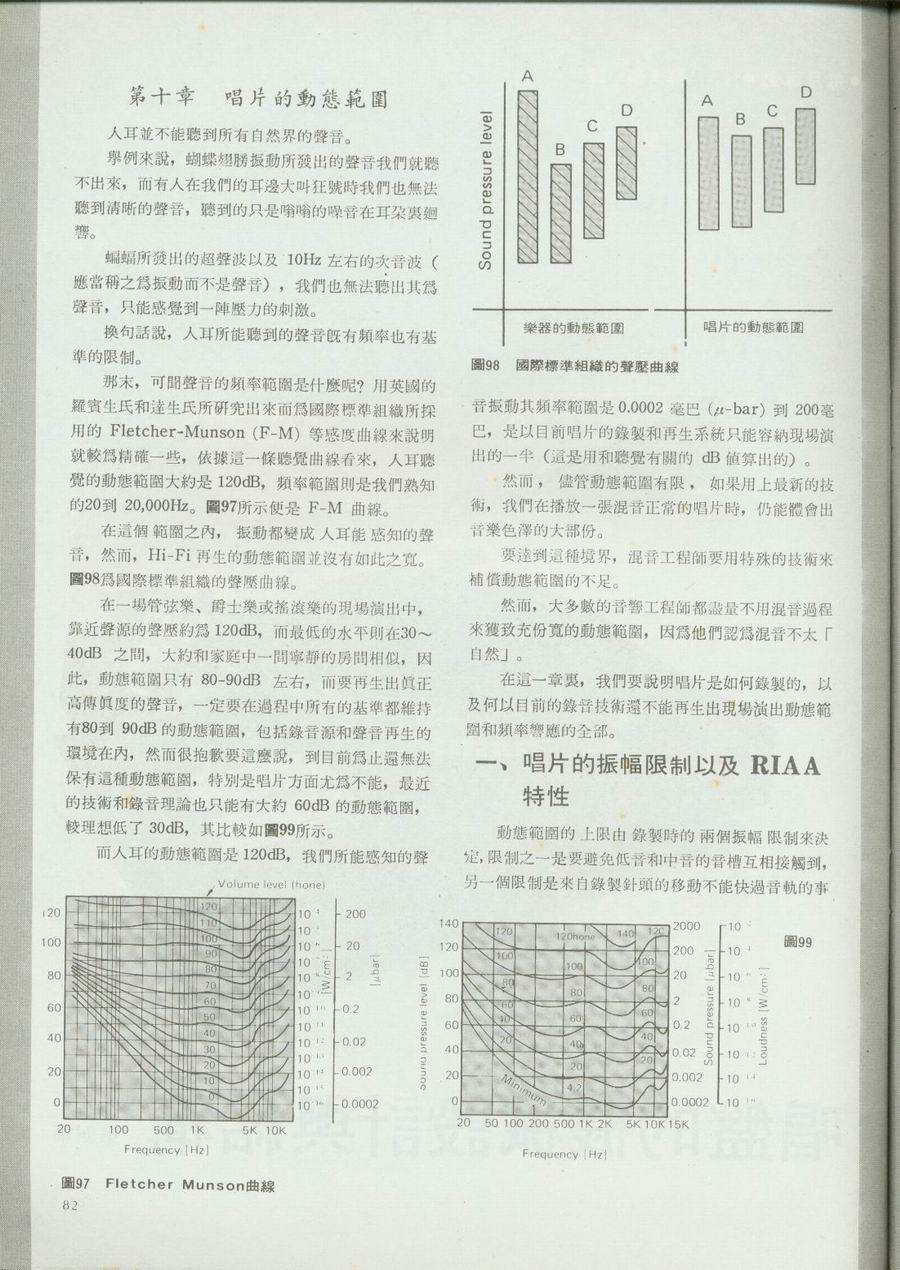 第十章　唱片的動態範圍
人耳並不能聽到所有自然界的聲音。
舉例來說，蝴蝶翅膀振動所發出的聲音我們就聽
不出來，而有人在我們的耳邊大叫狂號時我們也無法
聽到清晰的聲音，聽到的只是嗡嗡的噪音在耳朶裏廻
響。
蝙蝠所發出的超聲波以及 10Hz 左右的次音波（
應當稱之爲振動而不是聲音），我們也無法聽出其爲
聲音，只能感覺到一陣壓力的刺激。
換句話說，人耳所能聽到的聲音旣有頻率也有基
準的限制。
那末，可聞聲音的頻率範圍是什麼呢？用英國的
羅賓生氏和達生氏所硏究出來而爲國際標準組織所採
用的 Fletcher-Munson (F-M) 等感度曲線來說明
就較爲精確一些，依據這一條聽覺曲線看來，人耳聽
覺的動態範圍大約是 120dB，頻率範圍則是我們熟知
的20到 20,000Hz。圖97所示便是 F-M 曲線。
在這個範圍之內，振動都變成人耳能感知的聲
音，然而，Hi-Fi 再生的動態範圍並沒有如此之寬。
圖98爲國際標準組織的聲壓曲線。
在一場管弦樂、爵士樂或搖滾樂的現場演出中，
靠近聲源的聲壓約爲 120dB，而最低的水平則在30～
40dB 之間，大約和家庭中一間寧靜的房間相似，因
此，動態範圍只有 80-90dB 左右，而要再生出眞正
高傳眞度的聲音，一定要在過程中所有的基準都維持
有80到 90dB 的動態範圍，包括錄音源和聲音再生的
環境在內，然而很抱歉要這麼說，到目前爲止還無法
保有這種動態範圍，特別是唱片方面尤爲不能，最近
的技術和錄音理論也只能有大約 60dB 的動態範圍，
較理想低了 30dB，其比較如圖99所示。
而人耳的動態範圍是 120dB，我們所能感知的聲
Volume level (hone)
120
100
80
60
40
20
0
120
110
100
90
80
70
60
50
40
30
20
10
0
[W/cm²]
200
20
2
0.2
0.02
0.002
0.0002
[μbar]
20 100 500 1K 5K 10K
Frequency [Hz]
圖97　Fletcher Munson曲線
82
Sound pressure level
A
B
C
D
A
B
C
D
樂器的動態範圍
唱片的動態範圍
圖98　國際標準組織的聲壓曲線
音振動其頻率範圍是 0.0002 毫巴 (μ-bar) 到 200毫
巴，是以目前唱片的錄製和再生系統只能容納現場演
出的一半（這是用和聽覺有關的 dB 値算出的）。
然而，儘管動態範圍有限，如果用上最新的技
術，我們在播放一張混音正常的唱片時，仍能體會出
音樂色澤的大部份。
要達到這種境界，混音工程師要用特殊的技術來
補償動態範圍的不足。
然而，大多數的音響工程師都盡量不用混音過程
來獲致充份寬的動態範圍，因爲他們認爲混音不太「
自然」。
在這一章裏，我們要說明唱片是如何錄製的，以
及何以目前的錄音技術還不能再生出現場演出動態範
圍和頻率響應的全部。
一、唱片的振幅限制以及 RIAA
特性
動態範圍的上限由錄製時的兩個振幅限制來決
定，限制之一是要避免低音和中音的音槽互相接觸到，
另一個限制是來自錄製針頭的移動不能快過音軌的事
圖99
Sound pressure level [dB]
140
120
100
80
60
40
20
0
120 120hone 140 120
100 100 100
80 80 80
60 60 60
40 40 40
20 20 20
4.2
Minimum
2000
200
20
2
0.2
0.02
0.002
0.0002
Sound pressure [μbar]
Loudness [W/cm²]
20 50 100 200 500 1K 2K 5K 10K 15K
Frequency [Hz]